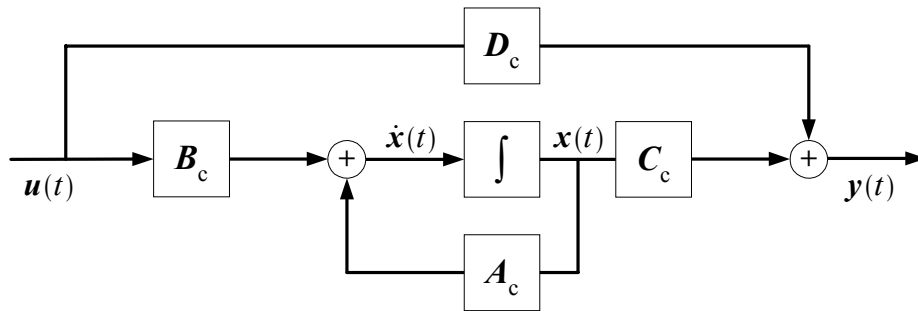 D_c
u(t)
B_c
+
ẋ(t)
∫
x(t)
C_c
+
y(t)
A_c